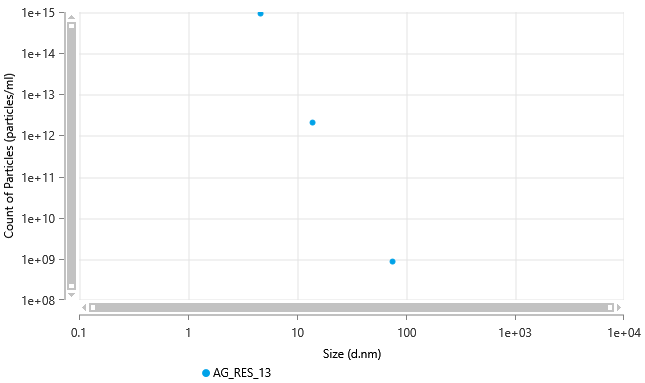 Count of Particles (particles/ml)
1e+15
1e+14
1e+13
1e+12
1e+11
1e+10
1e+09
1e+08
0.1 1 10 100 1e+03 1e+04
Size (d.nm)
AG_RES_13